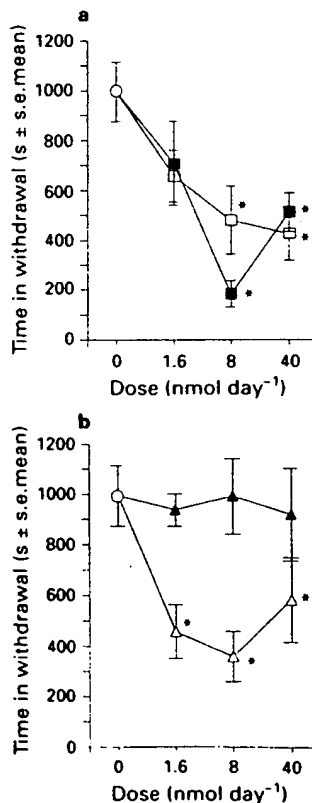 a
Time in withdrawal (s ± s.e.mean)
1200
1000
800
600
400
200
0
*
*
*
*
0 1.6 8 40
Dose (nmol day⁻¹)
b
Time in withdrawal (s ± s.e.mean)
1200
1000
800
600
400
200
0
*
*
*
0 1.6 8 40
Dose (nmol day⁻¹)